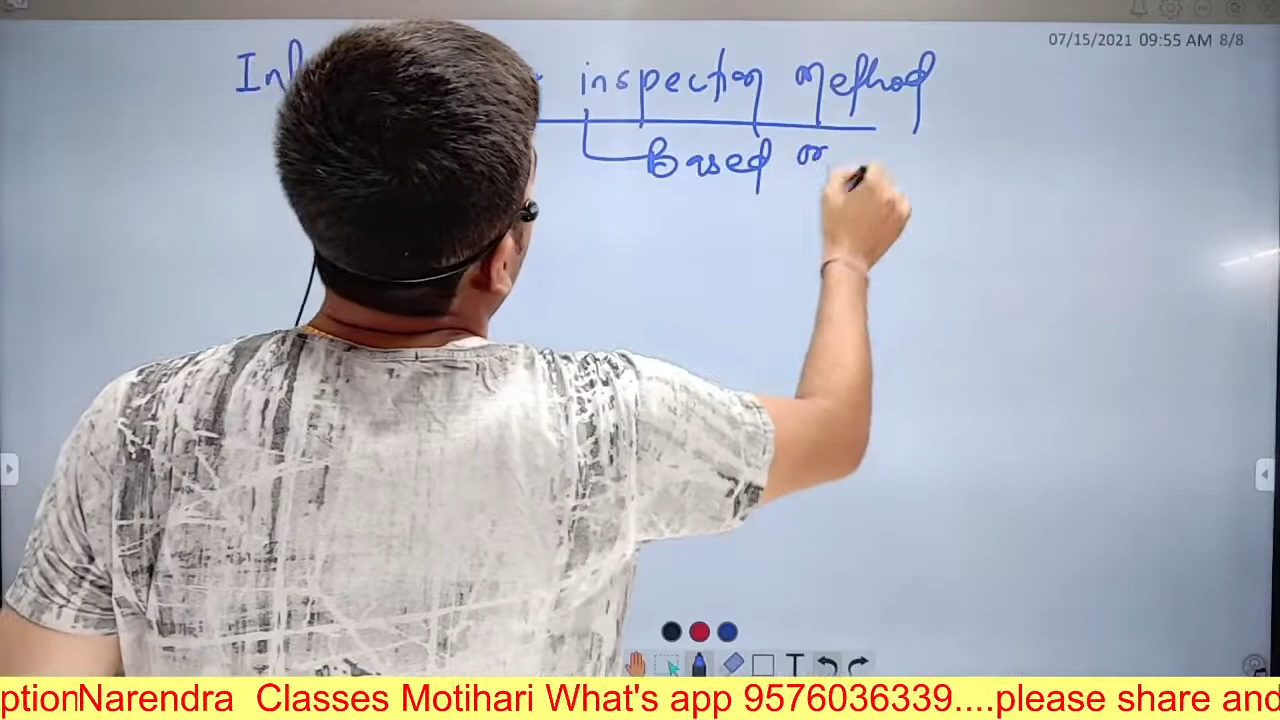 07/15/2021 09:55 AM 8/8
inspection method
Based on
T
ptionNarendra Classes Motihari What's app 9576036339....please share and